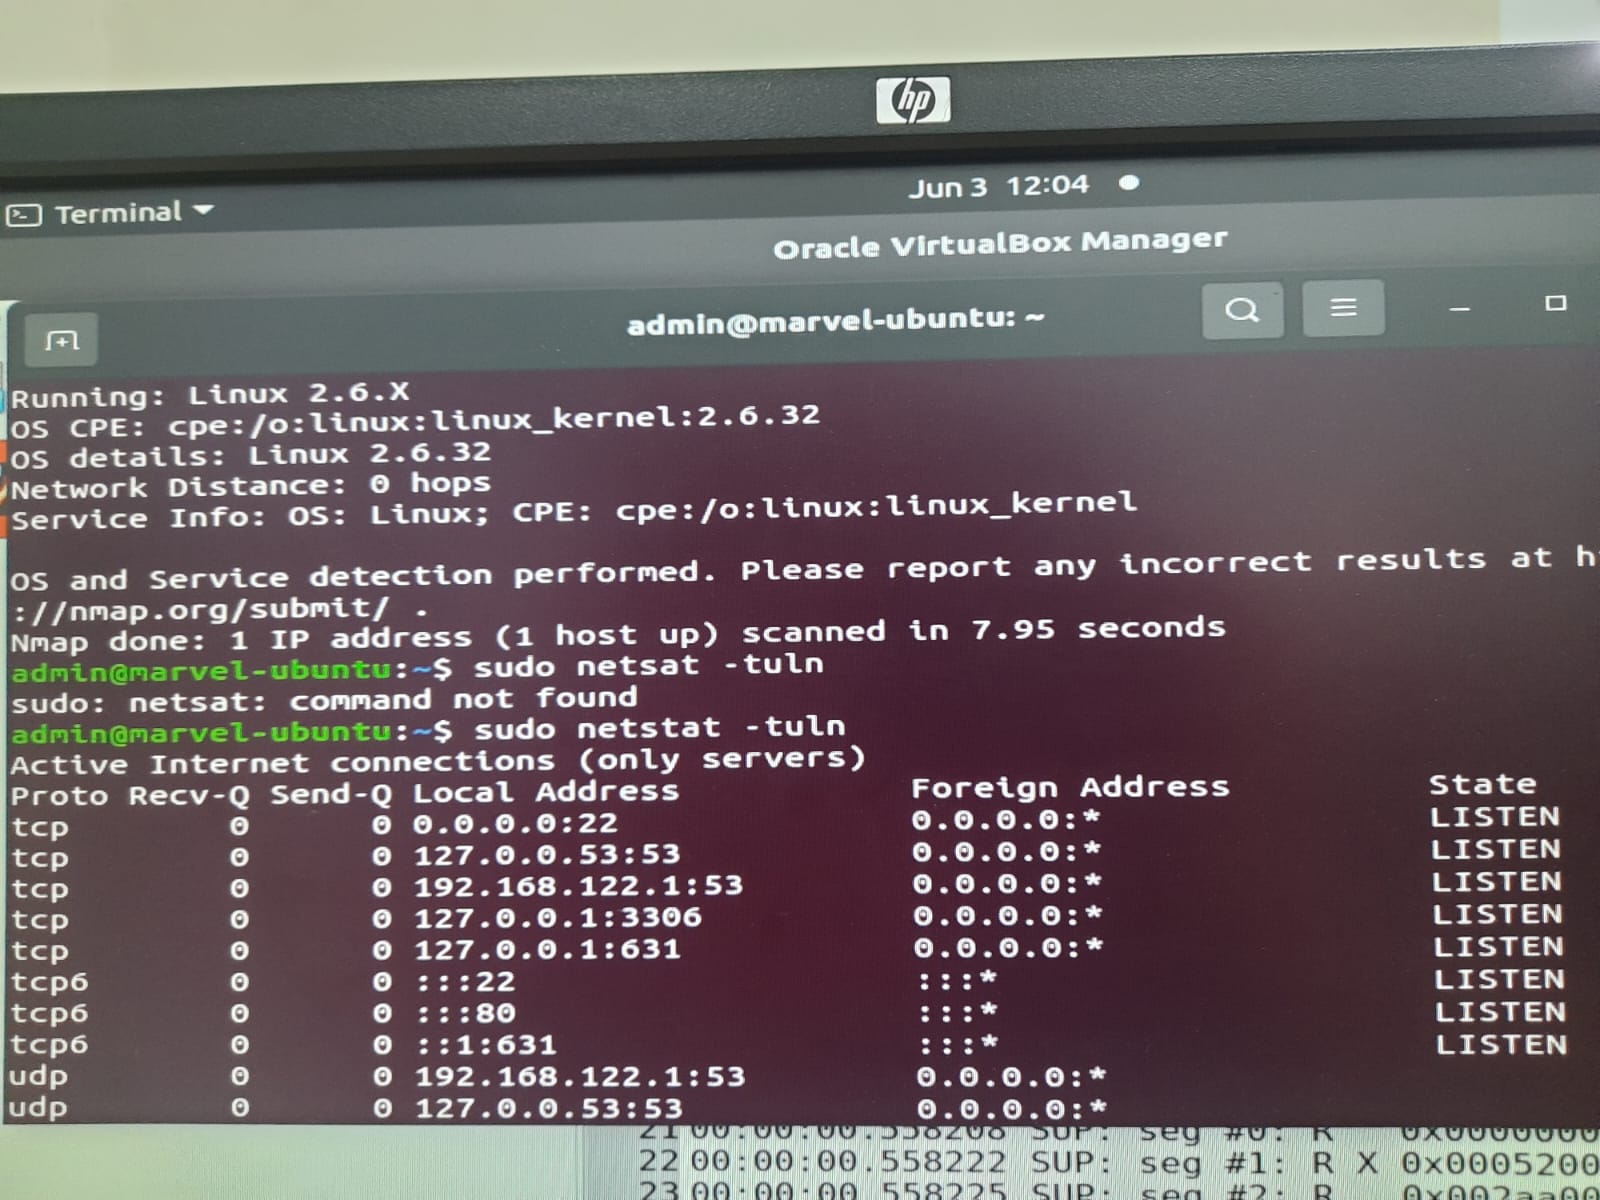 hp
Jun 3 12:04
Terminal
Oracle VirtualBox Manager
admin@marvel-ubuntu: ~
Running: Linux 2.6.X
OS CPE: cpe:/o:linux:linux_kernel:2.6.32
OS details: Linux 2.6.32
Network Distance: 0 hops
Service Info: OS: Linux; CPE: cpe:/o:linux:linux_kernel
OS and Service detection performed. Please report any incorrect results at h
://nmap.org/submit/ .
Nmap done: 1 IP address (1 host up) scanned in 7.95 seconds
admin@marvel-ubuntu:~$ sudo netsat -tuln
sudo: netsat: command not found
admin@marvel-ubuntu:~$ sudo netstat -tuln
Active Internet connections (only servers)
Proto Recv-Q Send-Q Local Address Foreign Address State
tcp 0 0 0.0.0.0:22 0.0.0.0:* LISTEN
tcp 0 0 127.0.0.53:53 0.0.0.0:* LISTEN
tcp 0 0 192.168.122.1:53 0.0.0.0:* LISTEN
tcp 0 0 127.0.0.1:3306 0.0.0.0:* LISTEN
tcp 0 0 127.0.0.1:631 0.0.0.0:* LISTEN
tcp6 0 0 :::22 :::* LISTEN
tcp6 0 0 :::80 :::* LISTEN
tcp6 0 0 ::1:631 :::* LISTEN
udp 0 0 192.168.122.1:53 0.0.0.0:*
udp 0 0 127.0.0.53:53 0.0.0.0:*
21 00:00:00.558208 SUP: seg #0: R 0x0000000
22 00:00:00.558222 SUP: seg #1: R X 0x0005200
23 00:00:00.558225 SUP: seg #2: R